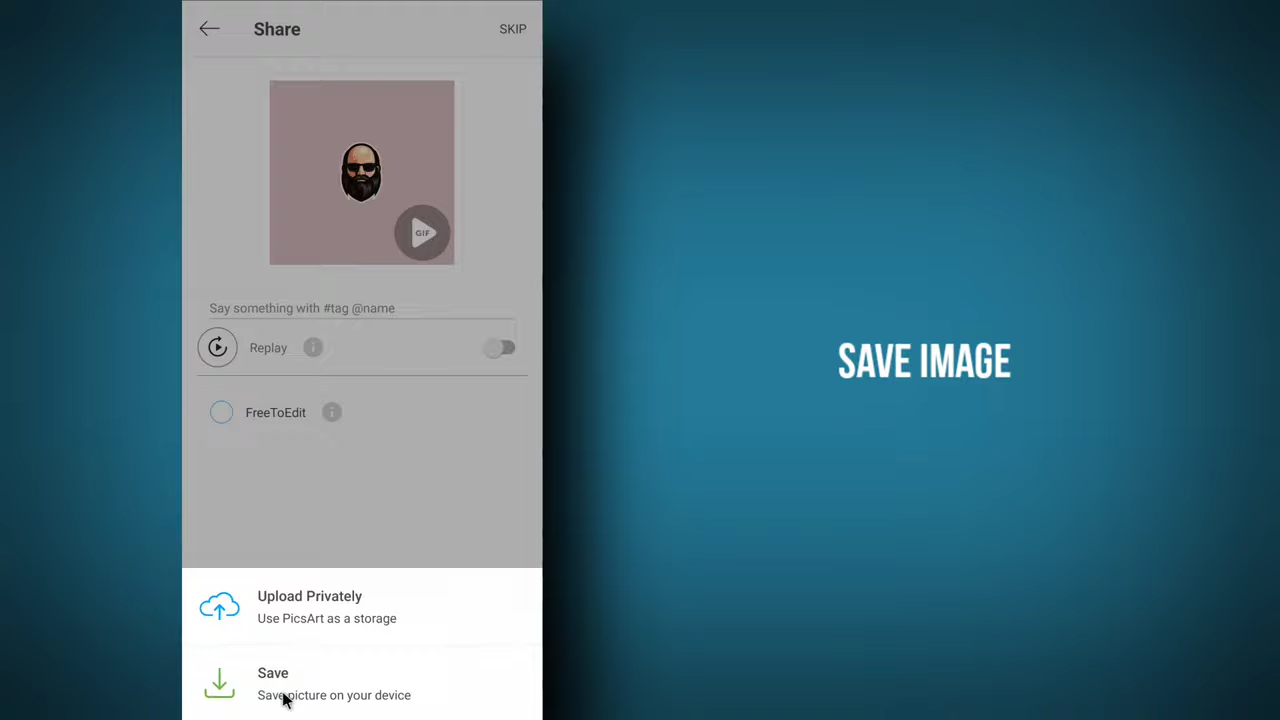 Share
SKIP
GIF
Say something with #tag @name
Replay
FreeToEdit
Upload Privately
Use PicsArt as a storage
Save
Save picture on your device
SAVE IMAGE